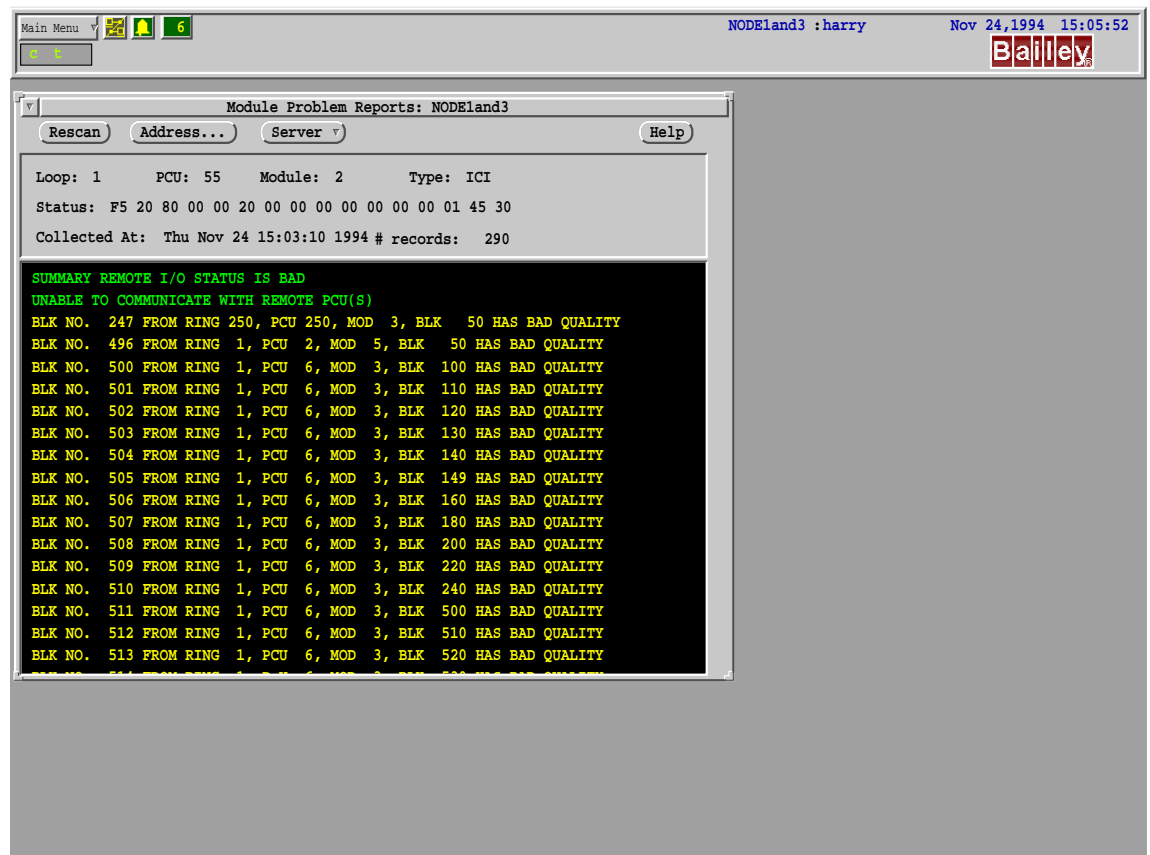 Main Menu 6 NODE1and3 :harry Nov 24,1994 15:05:52
c t Bailey®
Module Problem Reports: NODE1and3
Rescan Address... Server Help
Loop: 1 PCU: 55 Module: 2 Type: ICI
Status: F5 20 80 00 00 20 00 00 00 00 00 00 00 01 45 30
Collected At: Thu Nov 24 15:03:10 1994 # records: 290
SUMMARY REMOTE I/O STATUS IS BAD
UNABLE TO COMMUNICATE WITH REMOTE PCU(S)
BLK NO. 247 FROM RING 250, PCU 250, MOD 3, BLK 50 HAS BAD QUALITY
BLK NO. 496 FROM RING 1, PCU 2, MOD 5, BLK 50 HAS BAD QUALITY
BLK NO. 500 FROM RING 1, PCU 6, MOD 3, BLK 100 HAS BAD QUALITY
BLK NO. 501 FROM RING 1, PCU 6, MOD 3, BLK 110 HAS BAD QUALITY
BLK NO. 502 FROM RING 1, PCU 6, MOD 3, BLK 120 HAS BAD QUALITY
BLK NO. 503 FROM RING 1, PCU 6, MOD 3, BLK 130 HAS BAD QUALITY
BLK NO. 504 FROM RING 1, PCU 6, MOD 3, BLK 140 HAS BAD QUALITY
BLK NO. 505 FROM RING 1, PCU 6, MOD 3, BLK 149 HAS BAD QUALITY
BLK NO. 506 FROM RING 1, PCU 6, MOD 3, BLK 160 HAS BAD QUALITY
BLK NO. 507 FROM RING 1, PCU 6, MOD 3, BLK 180 HAS BAD QUALITY
BLK NO. 508 FROM RING 1, PCU 6, MOD 3, BLK 200 HAS BAD QUALITY
BLK NO. 509 FROM RING 1, PCU 6, MOD 3, BLK 220 HAS BAD QUALITY
BLK NO. 510 FROM RING 1, PCU 6, MOD 3, BLK 240 HAS BAD QUALITY
BLK NO. 511 FROM RING 1, PCU 6, MOD 3, BLK 500 HAS BAD QUALITY
BLK NO. 512 FROM RING 1, PCU 6, MOD 3, BLK 510 HAS BAD QUALITY
BLK NO. 513 FROM RING 1, PCU 6, MOD 3, BLK 520 HAS BAD QUALITY